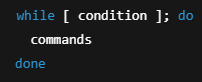 while [ condition ]; do
commands
done